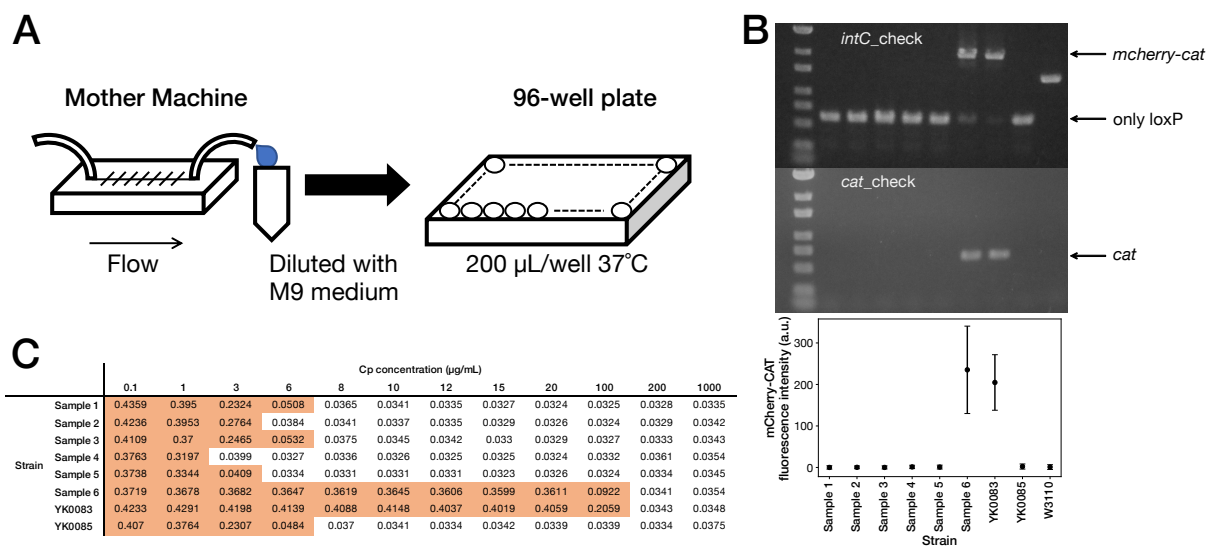 A
Mother Machine
96-well plate
Flow
Diluted with
M9 medium
200 µL/well 37℃
B
intC_check
mcherry-cat
only loxP
cat_check
cat
mCherry-CAT
fluorescence intensity (a.u.)
300
200
100
0
Sample 1
Sample 2
Sample 3
Sample 4
Sample 5
Sample 6
YK0083
YK0085
W3110
Strain
C
Cp concentration (µg/mL)
0.1 1 3 6 8 10 12 15 20 100 200 1000
Sample 1 0.4359 0.395 0.2324 0.0508 0.0365 0.0341 0.0335 0.0327 0.0324 0.0325 0.0328 0.0335
Sample 2 0.4236 0.3953 0.2764 0.0384 0.0341 0.0337 0.0335 0.0329 0.0326 0.0324 0.0329 0.0342
Sample 3 0.4109 0.37 0.2465 0.0532 0.0375 0.0345 0.0342 0.033 0.0329 0.0327 0.0333 0.0343
Strain Sample 4 0.3763 0.3197 0.0399 0.0327 0.0336 0.0326 0.0325 0.0325 0.0324 0.0332 0.0361 0.0354
Sample 5 0.3738 0.3344 0.0409 0.0334 0.0331 0.0331 0.0331 0.0323 0.0326 0.0324 0.0334 0.0345
Sample 6 0.3719 0.3678 0.3682 0.3647 0.3619 0.3645 0.3606 0.3599 0.3611 0.0922 0.0341 0.0354
YK0083 0.4233 0.4291 0.4198 0.4139 0.4088 0.4148 0.4037 0.4019 0.4059 0.2059 0.0343 0.0348
YK0085 0.407 0.3764 0.2307 0.0484 0.037 0.0341 0.0334 0.0342 0.0339 0.0339 0.0334 0.0375